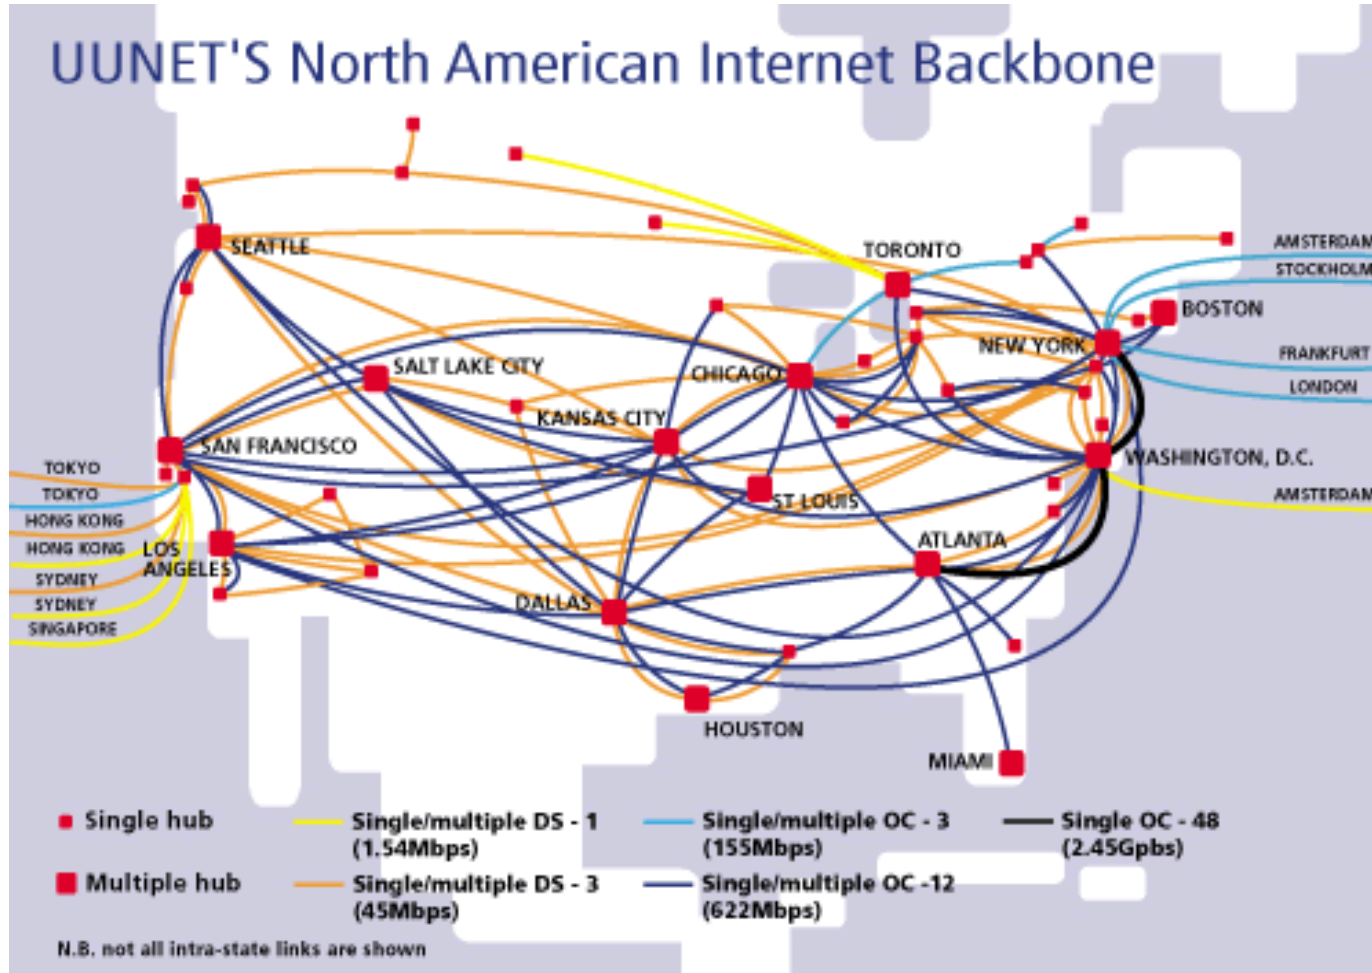 UUNET'S North American Internet Backbone
SEATTLE
TORONTO
AMSTERDAM
STOCKHOLM
BOSTON
NEW YORK
FRANKFURT
LONDON
SALT LAKE CITY
CHICAGO
KANSAS CITY
SAN FRANCISCO
WASHINGTON, D.C.
TOKYO
TOKYO
HONG KONG
HONG KONG
SYDNEY
SYDNEY
SINGAPORE
LOS
ANGELES
ST LOUIS
AMSTERDAM
ATLANTA
DALLAS
HOUSTON
MIAMI
Single hub
Multiple hub
Single/multiple DS - 1
(1.54Mbps)
Single/multiple DS - 3
(45Mbps)
Single/multiple OC - 3
(155Mbps)
Single/multiple OC -12
(622Mbps)
Single OC - 48
(2.45Gpbs)
N.B. not all intra-state links are shown